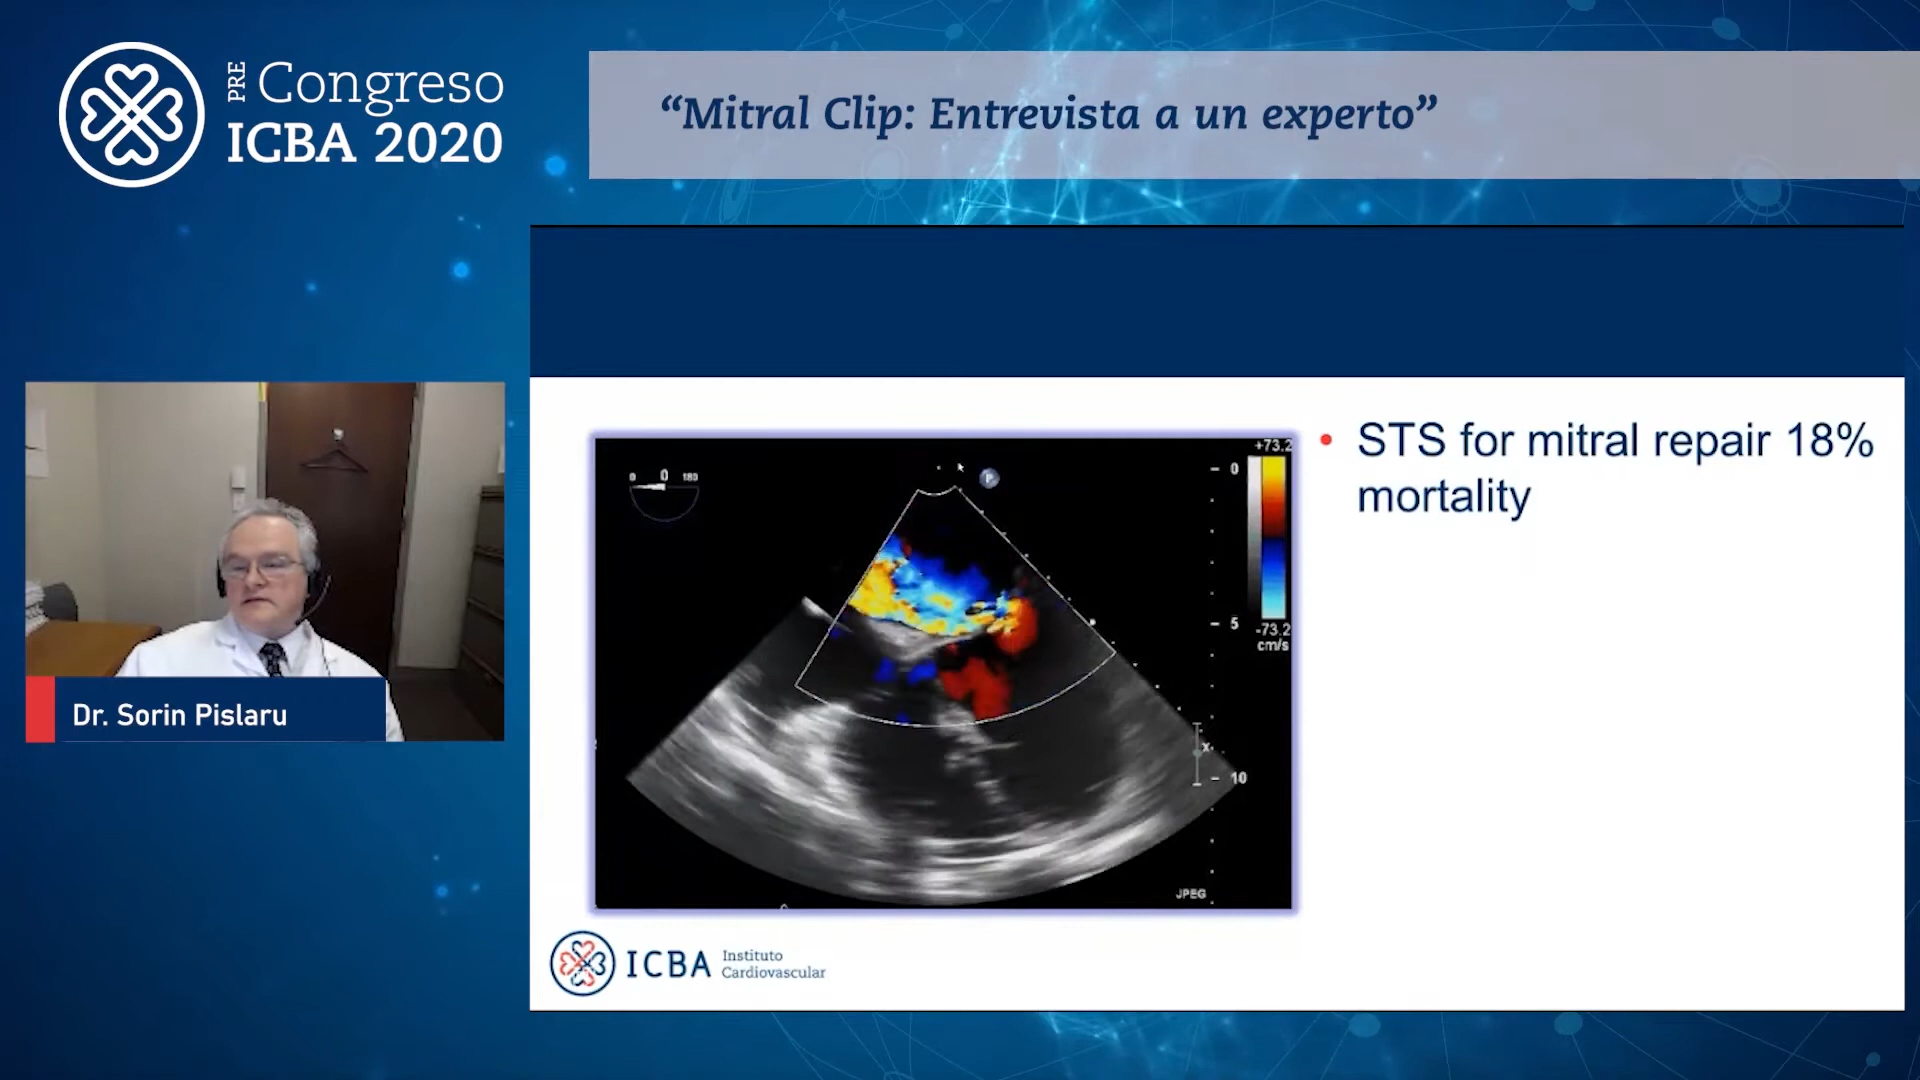 PRE
Congreso
ICBA 2020
“Mitral Clip: Entrevista a un experto”
Dr. Sorin Pislaru
0 0 180
P
0
5
10
+73.2
-73.2
cm/s
x
JPEG
• STS for mitral repair 18%
mortality
ICBA
Instituto
Cardiovascular